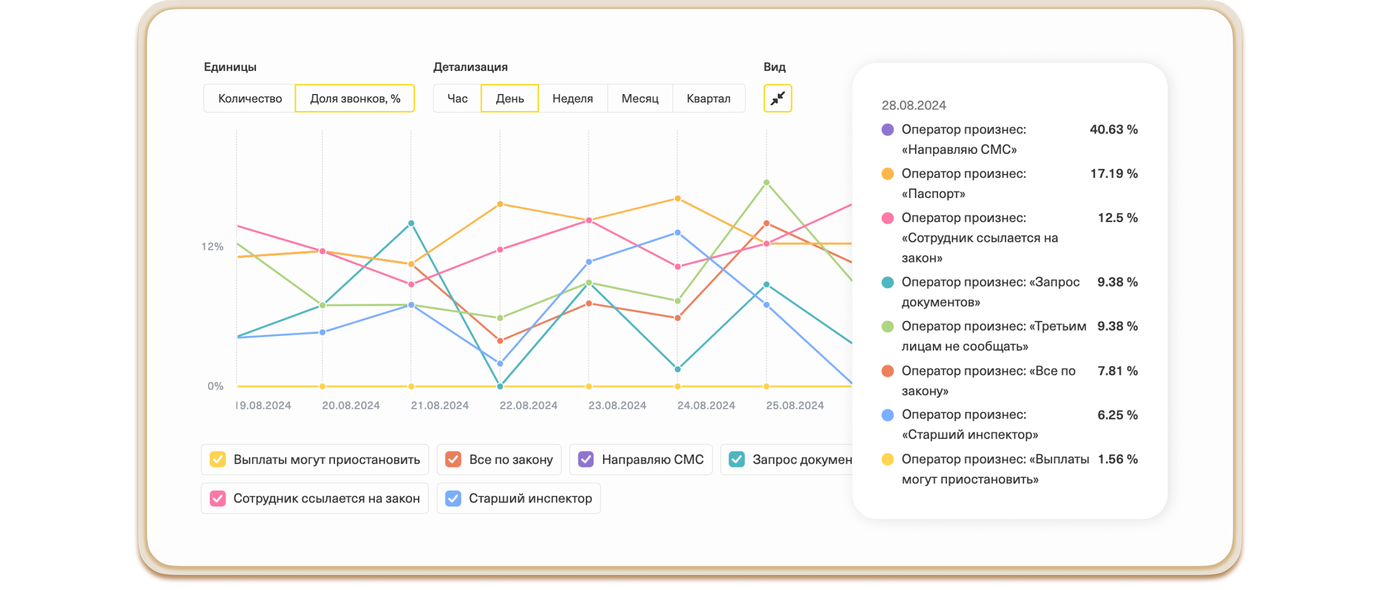 Единицы
Детализация
Вид
Количество
Доля звонков, %
Час
День
Неделя
Месяц
Квартал
12%
0%
19.08.2024
20.08.2024
21.08.2024
22.08.2024
23.08.2024
24.08.2024
25.08.2024
Выплаты могут приостановить
Все по закону
Направляю СМС
Запрос докумен
Сотрудник ссылается на закон
Старший инспектор
28.08.2024
Оператор произнес: 40.63 %
«Направляю СМС»
Оператор произнес: 17.19 %
«Паспорт»
Оператор произнес: 12.5 %
«Сотрудник ссылается на
закон»
Оператор произнес: «Запрос 9.38 %
документов»
Оператор произнес: «Третьим 9.38 %
лицам не сообщать»
Оператор произнес: «Все по 7.81 %
закону»
Оператор произнес: 6.25 %
«Старший инспектор»
Оператор произнес: «Выплаты 1.56 %
могут приостановить»